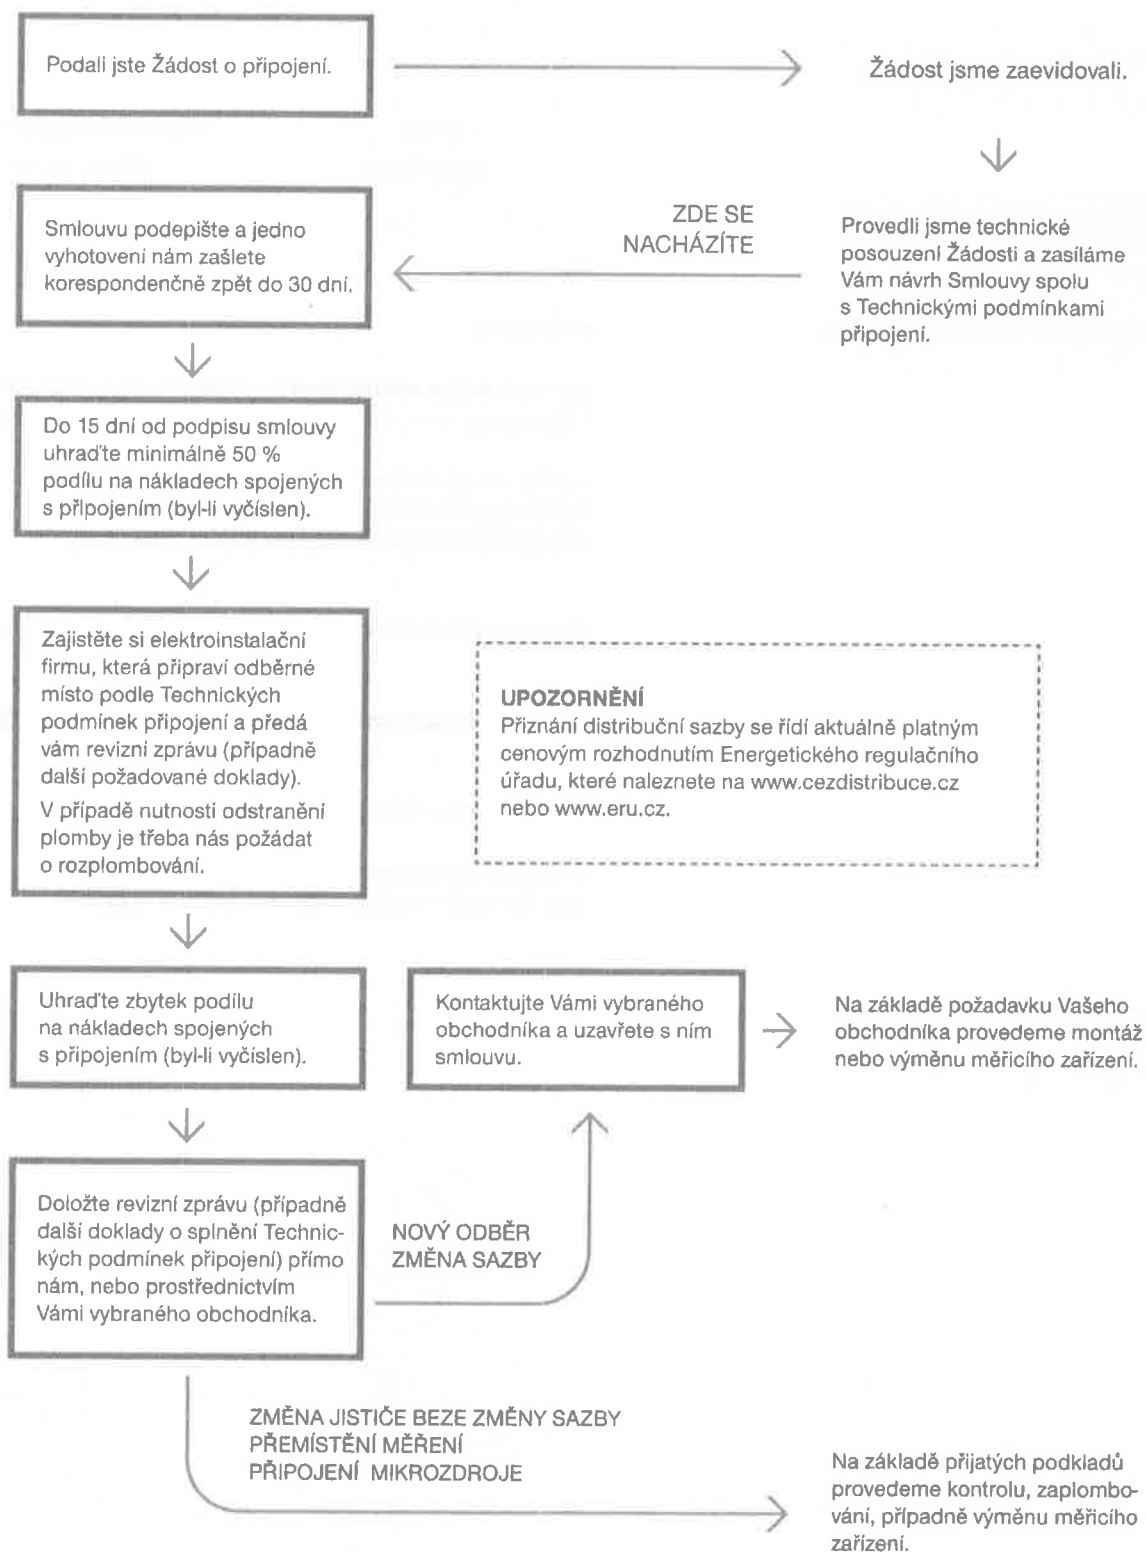 Podali jste Žádost o připojení.
Žádost jsme zaevidovali.
Provedli jsme technické
posouzení Žádosti a zasíláme
Vám návrh Smlouvy spolu
s Technickými podmínkami
připojení.
ZDE SE
NACHÁZÍTE
Smlouvu podepište a jedno
vyhotovení nám zašlete
korespondenčně zpět do 30 dní.
Do 15 dní od podpisu smlouvy
uhraďte minimálně 50 %
podílu na nákladech spojených
s připojením (byl-li vyčíslen).
Zajistěte si elektroinstalační
firmu, která připraví odběrné
místo podle Technických
podmínek připojení a předá
vám revizní zprávu (případně
další požadované doklady).
V případě nutnosti odstranění
plomby je třeba nás požádat
o rozplombování.
UPOZORNĚNÍ
Přiznání distribuční sazby se řídí aktuálně platným
cenovým rozhodnutím Energetického regulačního
úřadu, které naleznete na www.cezdistribuce.cz
nebo www.eru.cz.
Uhraďte zbytek podílu
na nákladech spojených
s připojením (byl-li vyčíslen).
Kontaktujte Vámi vybraného
obchodníka a uzavřete s ním
smlouvu.
Na základě požadavku Vašeho
obchodníka provedeme montáž
nebo výměnu měřicího zařízení.
Doložte revizní zprávu (případně
další doklady o splnění Technic-
kých podmínek připojení) přímo
nám, nebo prostřednictvím
Vámi vybraného obchodníka.
NOVÝ ODBĚR
ZMĚNA SAZBY
ZMĚNA JISTIČE BEZE ZMĚNY SAZBY
PŘEMÍSTĚNÍ MĚŘENÍ
PŘIPOJENÍ MIKROZDROJE
Na základě přijatých podkladů
provedeme kontrolu, zaplombo-
vání, případně výměnu měřicího
zařízení.